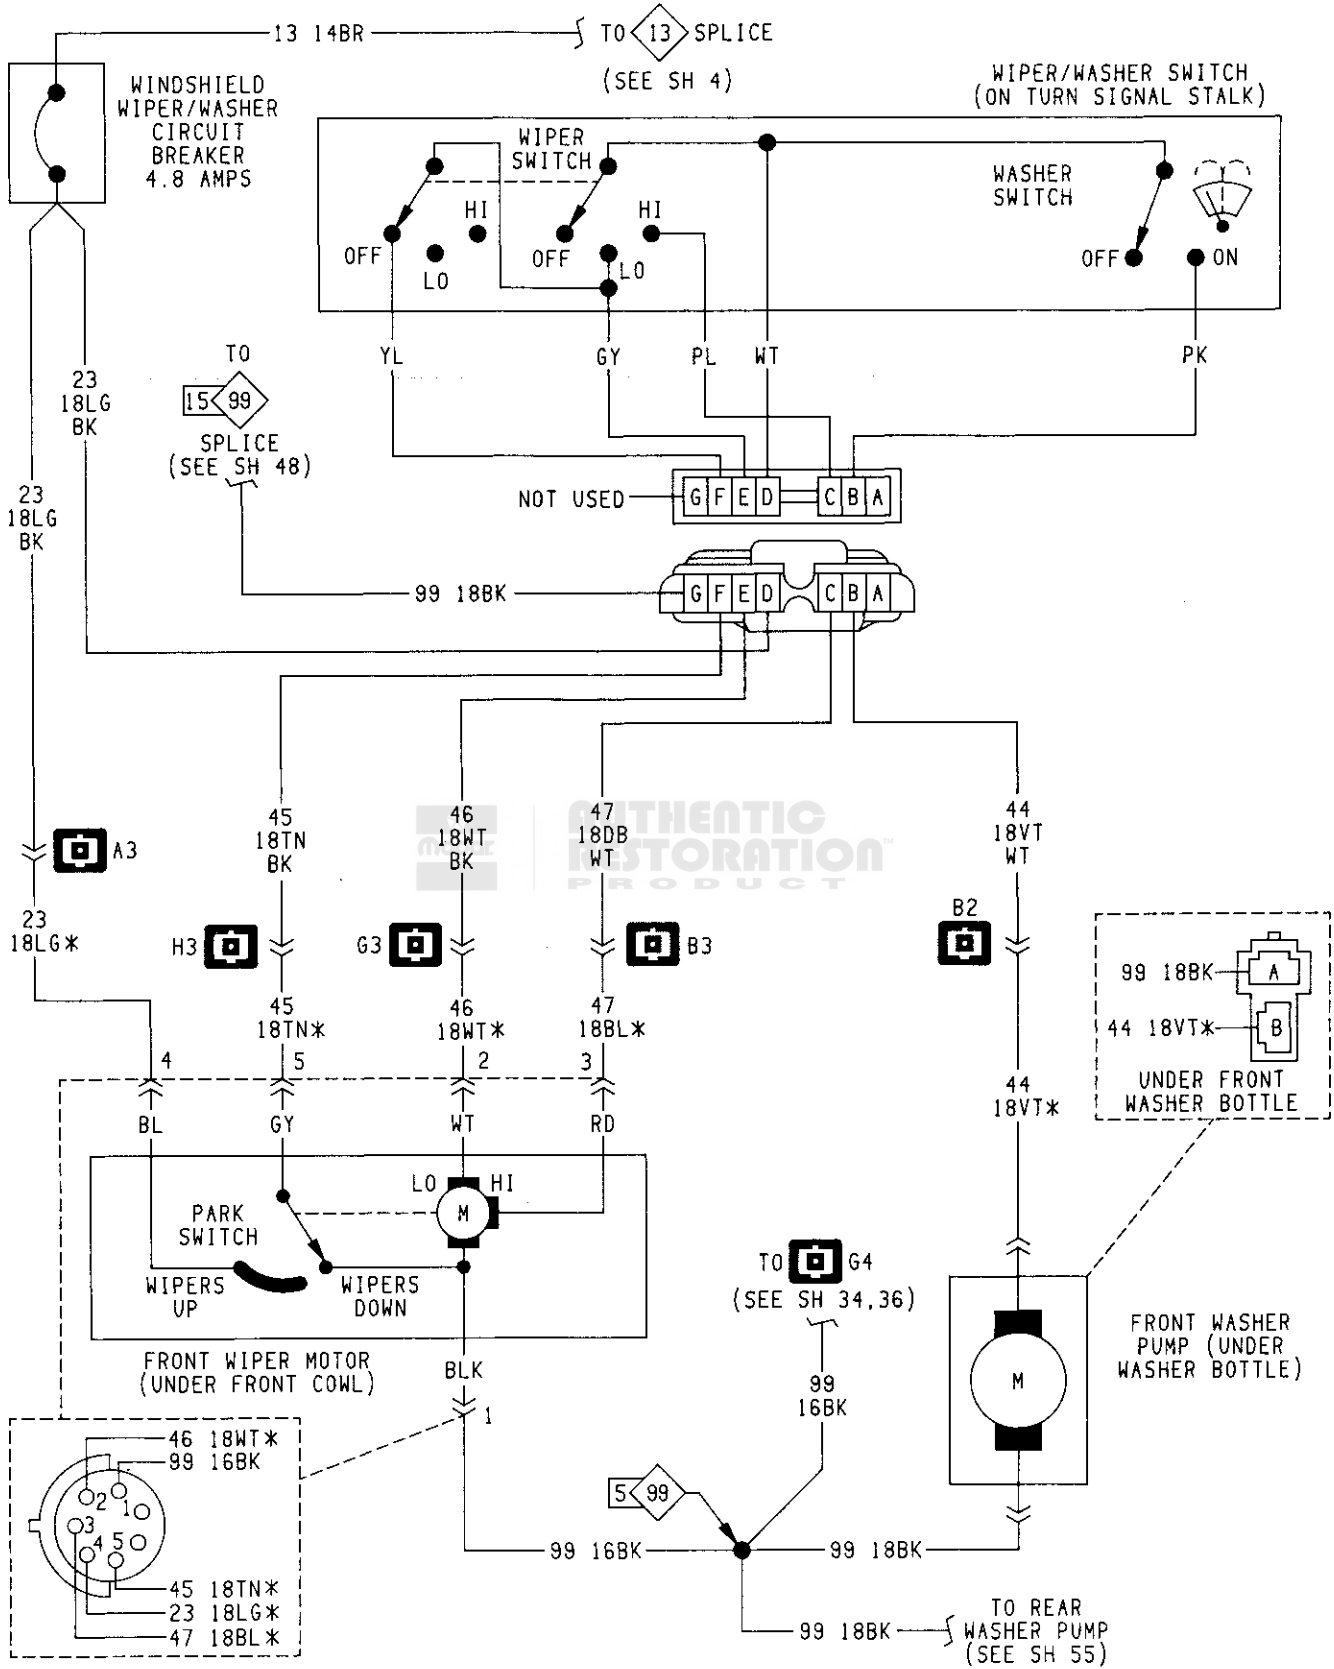 13 14BR
TO 13 SPLICE
(SEE SH 4)
WINDSHIELD
WIPER/WASHER
CIRCUIT
BREAKER
4.8 AMPS
WIPER/WASHER SWITCH
(ON TURN SIGNAL STALK)
WIPER
SWITCH
WASHER
SWITCH
HI
HI
OFF
LO
OFF
LO
OFF
ON
YL
GY
PL
WT
PK
TO
15 99
SPLICE
(SEE SH 48)
23
18LG
BK
23
18LG
BK
NOT USED
G F E D C B A
99 18BK
G F E D C B A
45
18TN
BK
46
18WT
BK
47
18DB
WT
44
18VT
WT
AUTHENTIC
RESTORATION™
PRODUCT
A3
23
18LG*
H3
G3
B3
B2
45
18TN*
46
18WT*
47
18BL*
99 18BK
A
44 18VT*
B
UNDER FRONT
WASHER BOTTLE
4
5
2
3
BL
GY
WT
RD
44
18VT*
LO
HI
M
PARK
SWITCH
WIPERS
UP
WIPERS
DOWN
TO G4
(SEE SH 34,36)
FRONT WIPER MOTOR
(UNDER FRONT COWL)
BLK
1
99
16BK
M
FRONT WASHER
PUMP (UNDER
WASHER BOTTLE)
46 18WT*
99 16BK
2
1
3
4
5
45 18TN*
23 18LG*
47 18BL*
5 99
99 16BK
99 18BK
99 18BK
TO REAR
WASHER PUMP
(SEE SH 55)